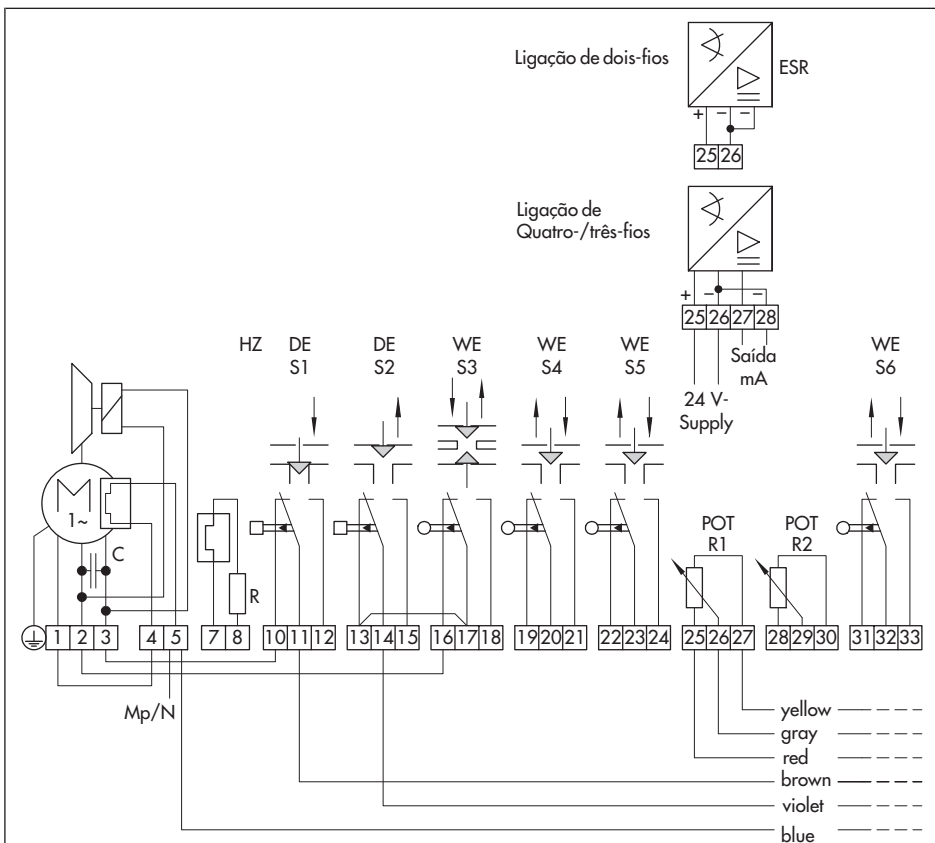 Ligação de dois-fios
ESR
+ – –
25 26
Ligação de
Quatro-/três-fios
+ – –
25 26 27 28
Saída
mA
24 V-
Supply
HZ
DE
S1
DE
S2
WE
S3
WE
S4
WE
S5
WE
S6
M
1~
C
R
POT
R1
POT
R2
1 2 3 4 5 7 8 10 11 12 13 14 15 16 17 18 19 20 21 22 23 24 25 26 27 28 29 30 31 32 33
Mp/N
yellow
gray
red
brown
violet
blue